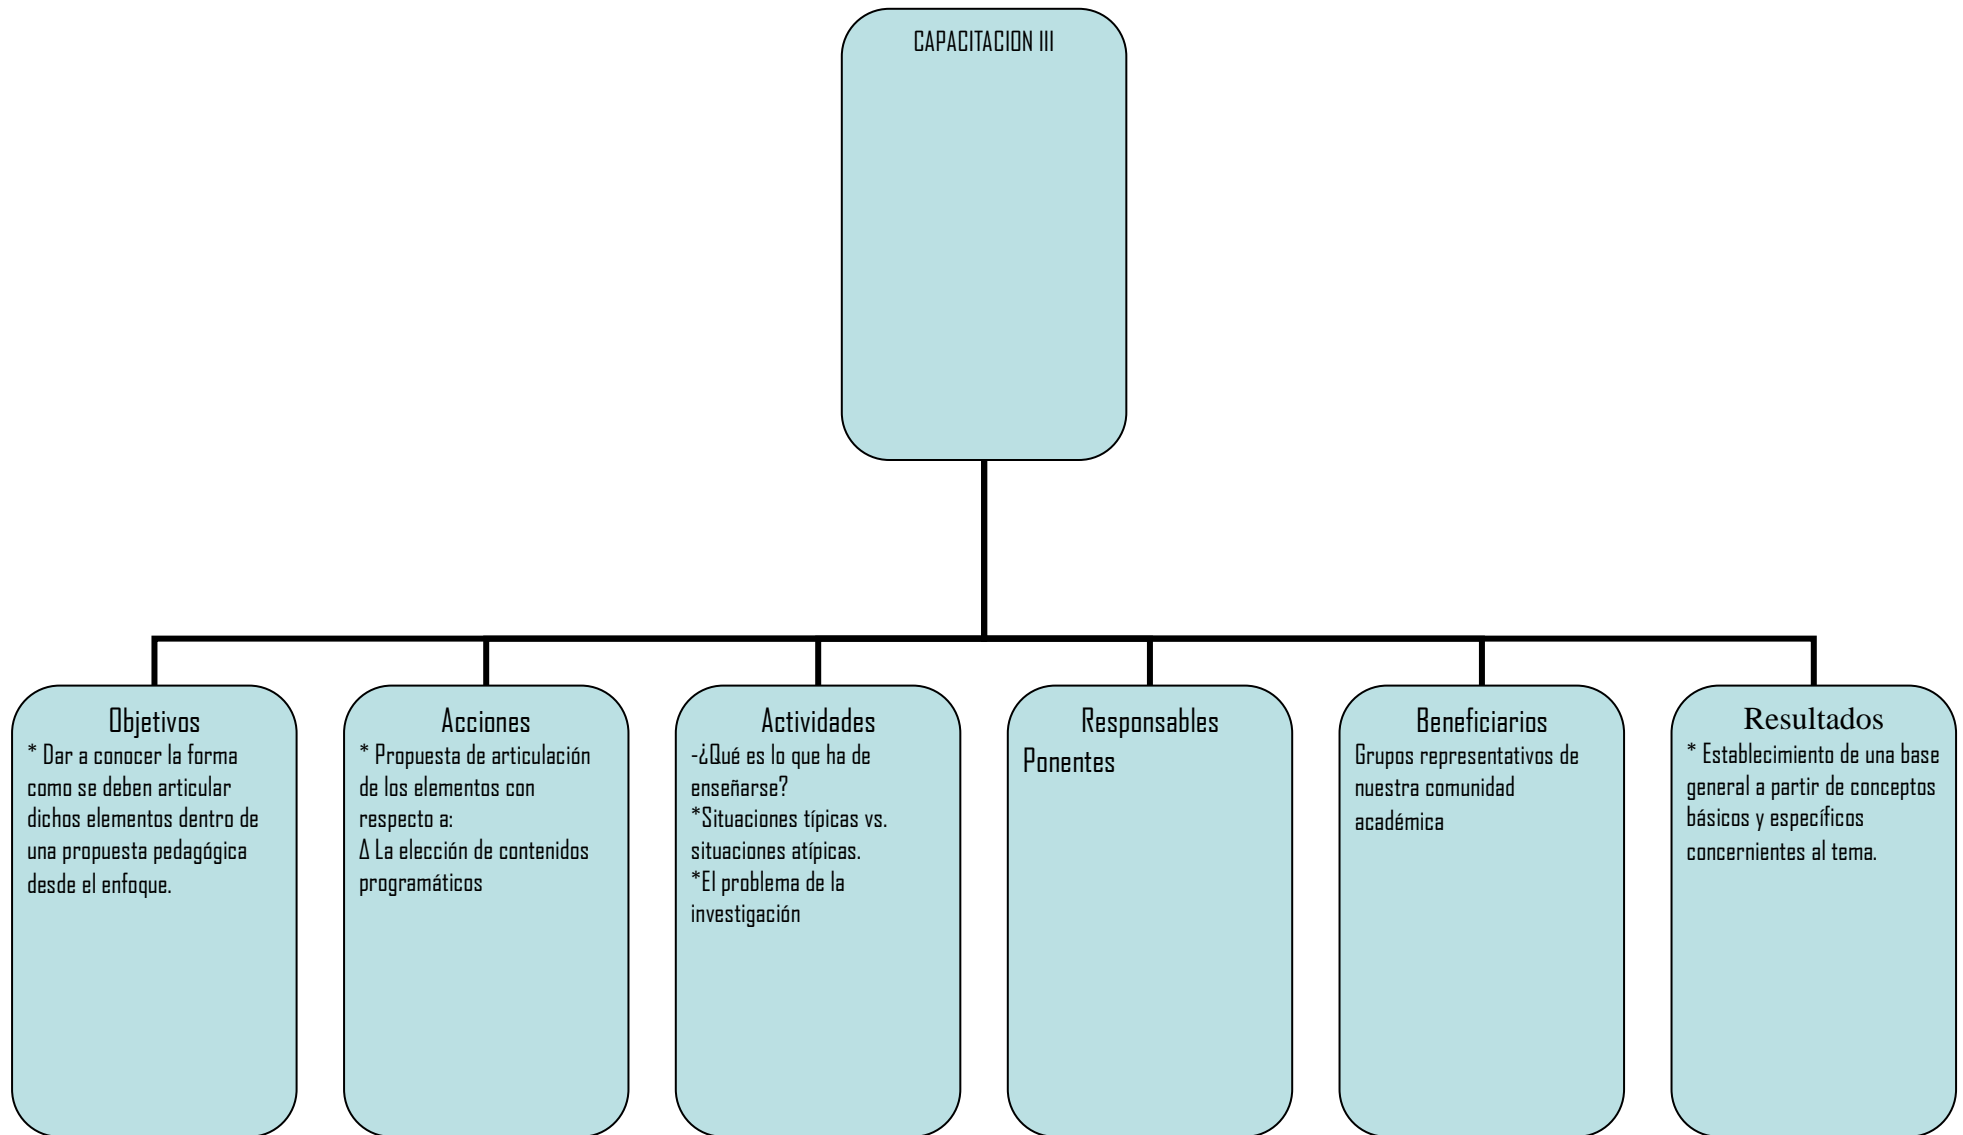 CAPACITACION III
Objetivos
* Dar a conocer la forma
como se deben articular
dichos elementos dentro de
una propuesta pedagógica
desde el enfoque.
Acciones
* Propuesta de articulación
de los elementos con
respecto a:
Δ La elección de contenidos
programáticos
Actividades
-¿Qué es lo que ha de
enseñarse?
*Situaciones típicas vs.
situaciones atípicas.
*El problema de la
investigación
Responsables
Ponentes
Beneficiarios
Grupos representativos de
nuestra comunidad
académica
Resultados
* Establecimiento de una base
general a partir de conceptos
básicos y específicos
concernientes al tema.